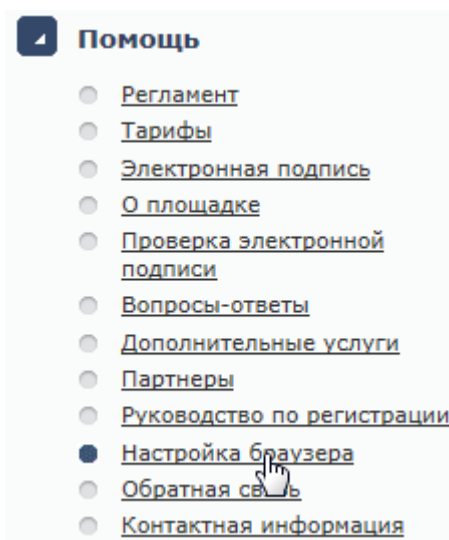 Помощь
Регламент
Тарифы
Электронная подпись
О площадке
Проверка электронной
подписи
Вопросы-ответы
Дополнительные услуги
Партнеры
Руководство по регистрации
Настройка браузера
Обратная связь
Контактная информация